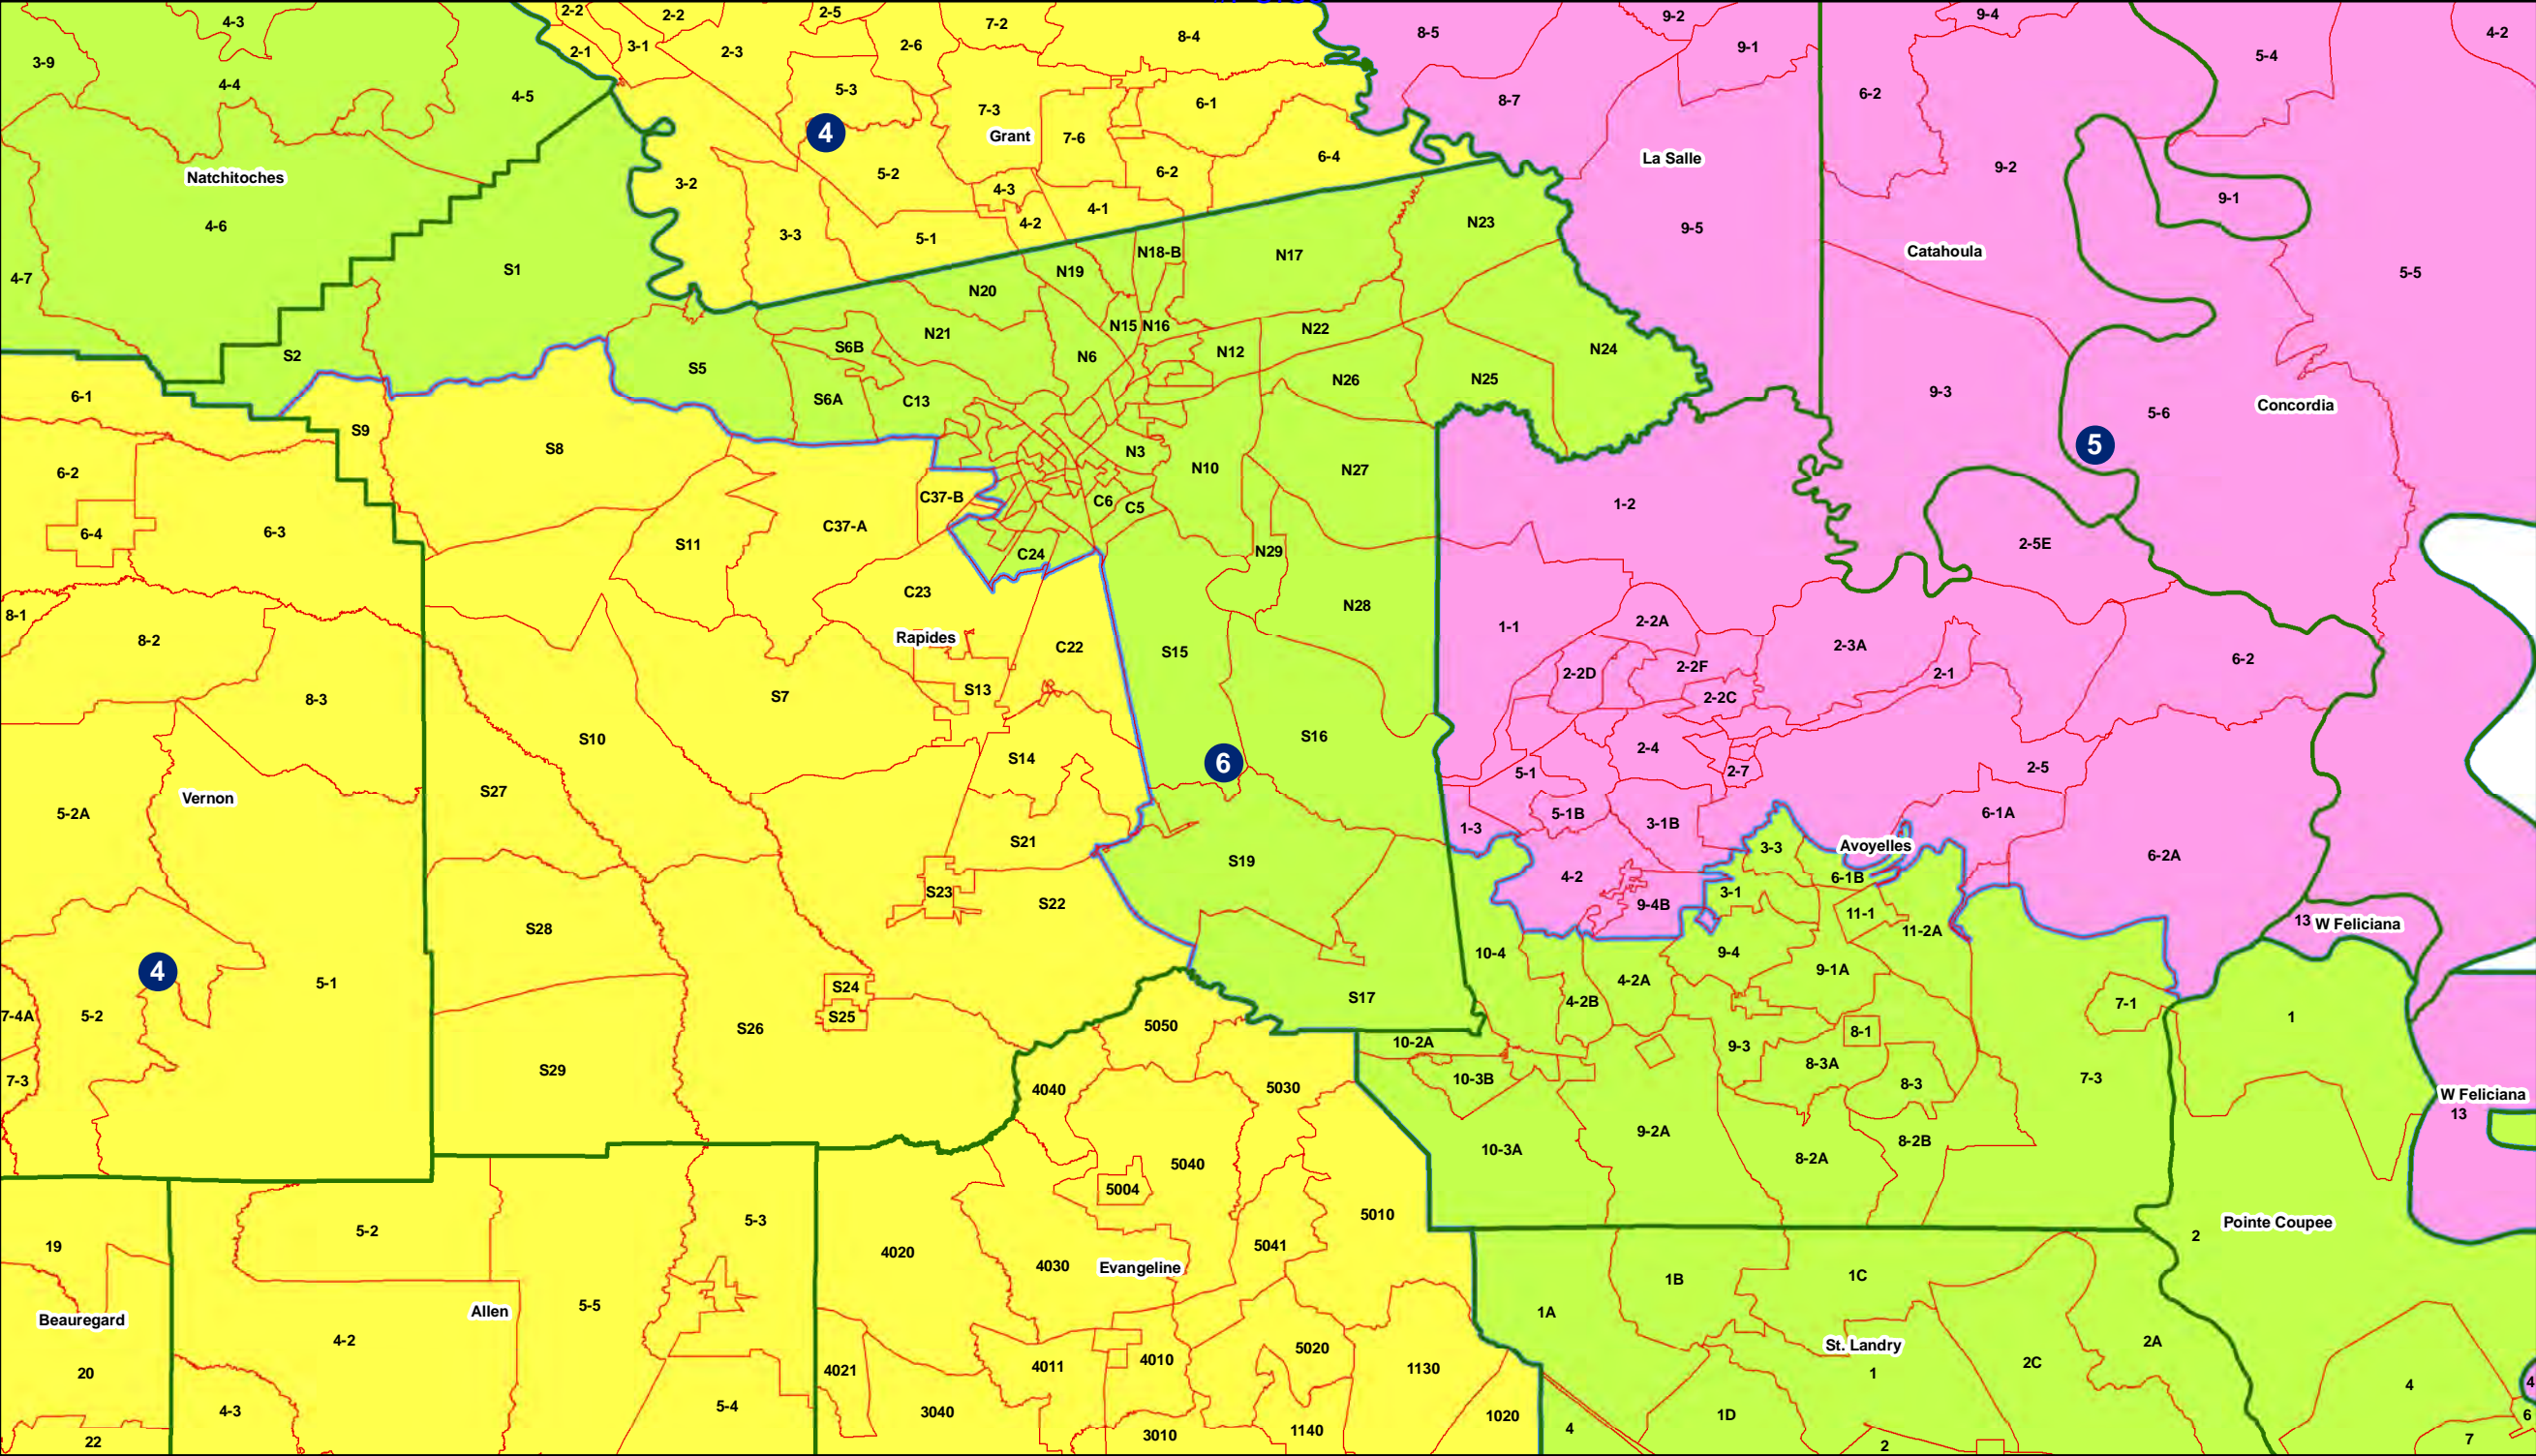 4-3
2-2
2-2
2-5
7-2
8-4
8-5
9-2
9-4
4-2
3-9
4-4
4-5
2-1
3-1
2-3
2-6
9-1
5-4
5-3
7-3
6-1
8-7
6-2
4
Grant
7-6
La Salle
Natchitoches
3-2
5-2
4-3
6-2
6-4
9-2
9-1
4-6
3-3
5-1
4-2
4-1
N23
9-5
Catahoula
4-7
S1
N18-B
N17
N19
N20
5-5
S2
N21
N15
N16
N22
S6B
N6
N12
N24
S5
6-1
S6A
C13
N26
N25
9-3
5-6
Concordia
S9
S8
N3
N10
N27
5
6-2
C37-B
C6
C5
1-2
6-4
6-3
S11
C37-A
C24
N29
2-5E
C23
N28
8-1
8-2
Rapides
C22
S15
1-1
2-2A
2-3A
6-2
8-3
S7
S13
2-2D
2-2F
2-1
2-2C
S10
S14
S16
2-4
Vernon
S27
6
5-1
2-7
2-5
5-2A
S21
1-3
5-1B
3-1B
6-1A
S19
3-3
Avoyelles
6-2A
S23
S22
4-2
9-4B
3-1
6-1B
11-1
11-2A
13
W Feliciana
S28
10-4
9-4
9-1A
4
5-1
S24
S25
S17
4-2B
4-2A
7-1
7-4A
5-2
S26
5050
10-2A
9-3
8-1
1
7-3
S29
4040
5030
10-3B
8-3A
8-3
7-3
W Feliciana
13
5040
5004
10-3A
9-2A
8-2A
8-2B
19
5-2
5-3
4020
4030
Evangeline
5041
5010
2
Pointe Coupee
Beauregard
Allen
5-5
1A
1B
1C
20
4-2
4021
4011
4010
5020
1130
St. Landry
1
2C
2A
4
4
4-3
5-4
3040
3010
1140
1020
4
1D
2
6
7
22